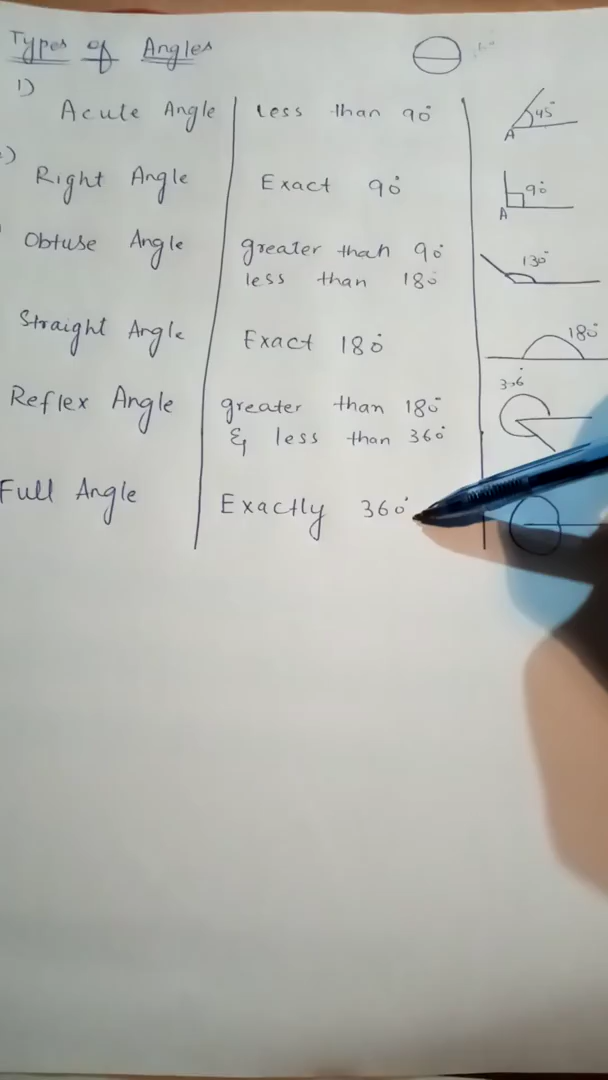 Types of Angles
1)
Acute Angle less than 90°
45°
A
Right Angle Exact 90°
90°
A
Obtuse Angle greater than 90°
less than 180°
130°
Straight Angle Exact 180°
180°
Reflex Angle greater than 180°
& less than 360°
Full Angle Exactly 360°